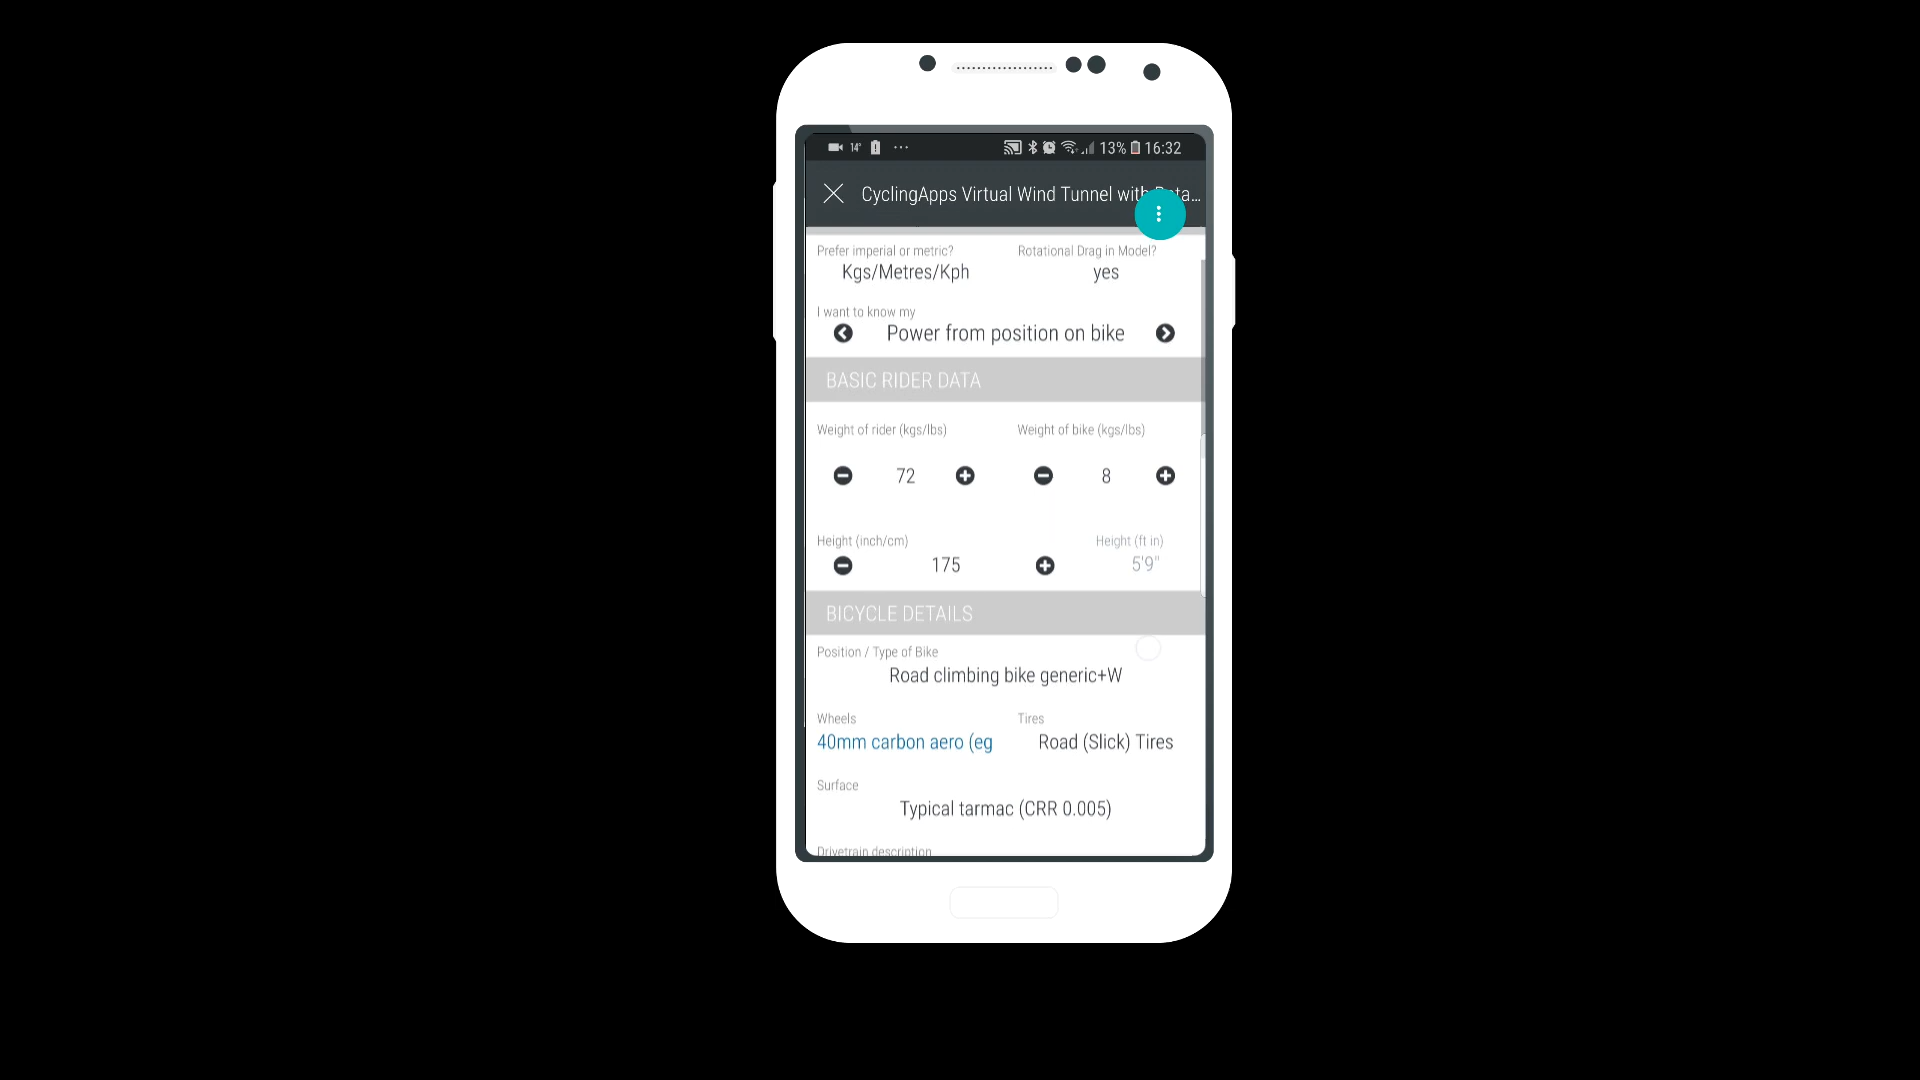 14° ... 13% 16:32
CyclingApps Virtual Wind Tunnel with Rota...
Prefer imperial or metric? Rotational Drag in Model?
Kgs/Metres/Kph yes
I want to know my
Power from position on bike
BASIC RIDER DATA
Weight of rider (kgs/lbs) Weight of bike (kgs/lbs)
72 8
Height (inch/cm) Height (ft in)
175 5'9"
BICYCLE DETAILS
Position / Type of Bike
Road climbing bike generic+W
Wheels Tires
40mm carbon aero (eg Road (Slick) Tires
Surface
Typical tarmac (CRR 0.005)
Drivetrain description